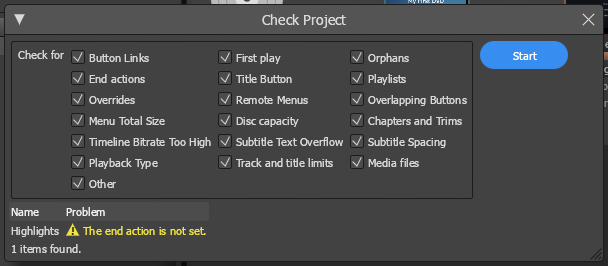 My First DVD
Check Project
Check for
Button Links First play Orphans
Start
End actions Title Button Playlists
Overrides Remote Menus Overlapping Buttons
Menu Total Size Disc capacity Chapters and Trims
Timeline Bitrate Too High Subtitle Text Overflow Subtitle Spacing
Playback Type Track and title limits Media files
Other
Name Problem
Highlights The end action is not set.
1 items found.